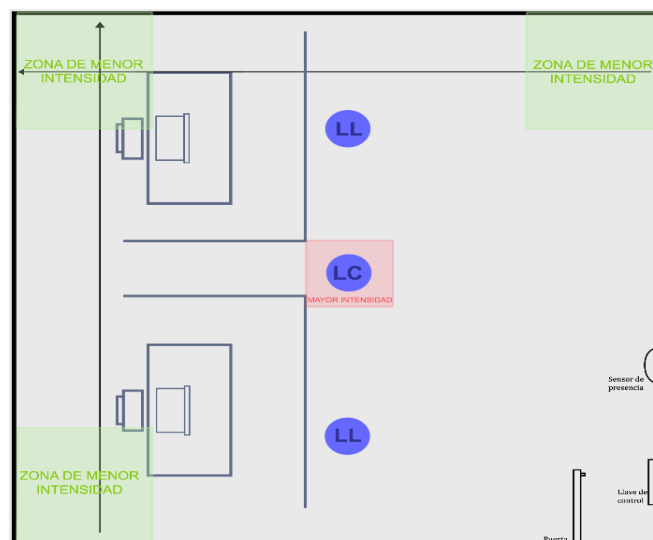 ZONA DE MENOR
INTENSIDAD
ZONA DE MENOR
INTENSIDAD
LL
LC
MAYOR INTENSIDAD
Sensor de
presencia
LL
ZONA DE MENOR
INTENSIDAD
Llave de
control
Puerta